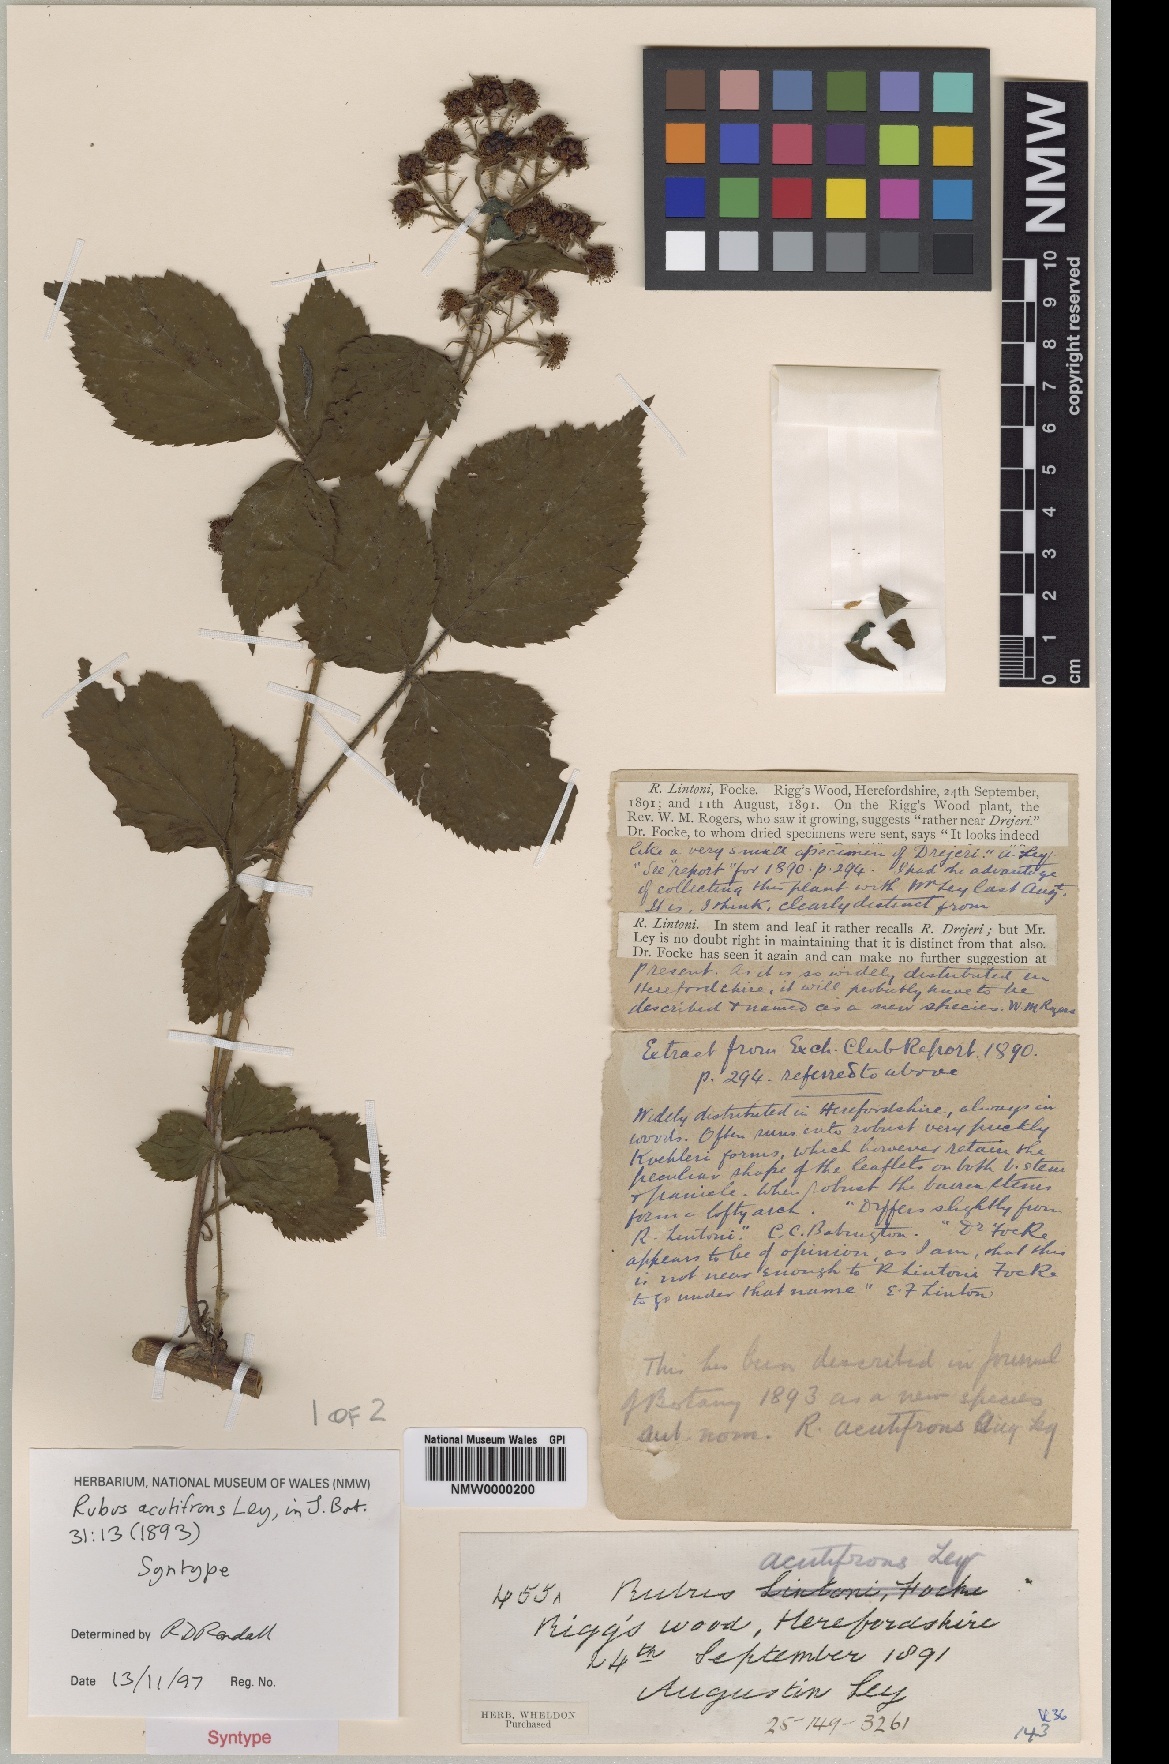 NMW
copyright reserved
10
9
8
7
6
5
4
3
2
1
0
cm
R. Lintoni, Focke. Rigg's Wood, Herefordshire, 24th September,
1891; and 11th August, 1891. On the Rigg's Wood plant, the
Rev. W. M. Rogers, who saw it growing, suggests "rather near Drejeri."
Dr. Focke, to whom dried specimens were sent, says "It looks indeed
like a very small specimen of Drejeri." A Ley.
"See "report" for 1890. p. 294. I had the advantage
of collecting this plant with Mr Ley last Augt.
It is, I think, clearly distinct from
R. Lintoni. In stem and leaf it rather recalls R. Drejeri; but Mr.
Ley is no doubt right in maintaining that it is distinct from that also.
Dr. Focke has seen it again and can make no further suggestion at
present. As it is so widely distributed in
Herefordshire, it will probably have to be
described & named as a new species. W M Rogers
Extract from Exch. Club Report. 1890.
p. 294. referred to above
Widely distributed in Herefordshire, always in
woods. Often runs into robust very prickly
Koehleri forms, which however retain the
peculiar shape of the leaflets on both b. stem
& panicle. When robust the barren stems
form a lofty arch. "Differs slightly from
R. Lintoni." C. C. Babington. "Dr Focke
appears to be of opinion, as I am, that this
is not near enough to R Lintoni Focke
to go under that name" E. F Linton
This has been described in Journal
of Botany 1893 as a new species
sub. nom. R. acutifrons Aug Ley
1 OF 2
National Museum Wales GPI
NMW0000200
HERBARIUM, NATIONAL MUSEUM OF WALES (NMW)
Rubus acutifrons Ley, in J. Bot.
31:13 (1893)
Syntype
Determined by R D Randall
Date 13/11/97 Reg. No.
Syntype
acutifrons Ley
455A Rubus Lintoni, Focke
Rigg's wood, Herefordshire
24th September 1891
Augustin Ley
HERB. WHELDON
Purchased
25-149-3261
V.36
143